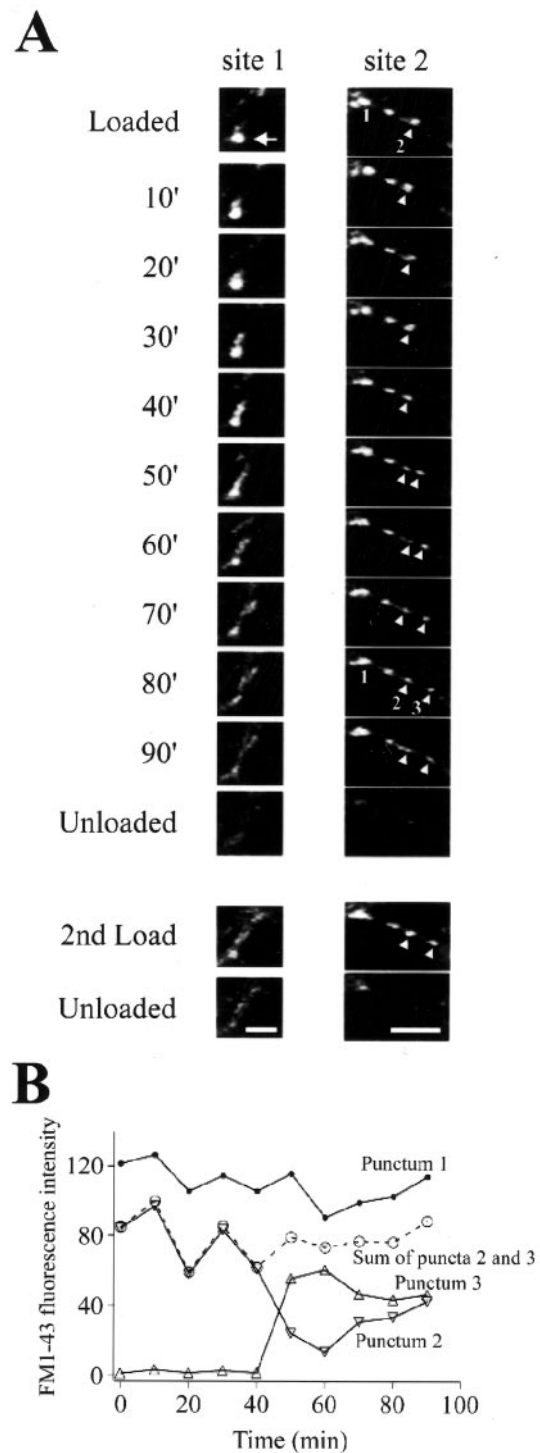 A
site 1 site 2
Loaded
1
2
10'
20'
30'
40'
50'
60'
70'
80'
1
2
3
90'
Unloaded
2nd Load
Unloaded
B
FM1-43 fluorescence intensity
120
80
40
0
Punctum 1
Sum of puncta 2 and 3
Punctum 3
Punctum 2
0 20 40 60 80 100
Time (min)